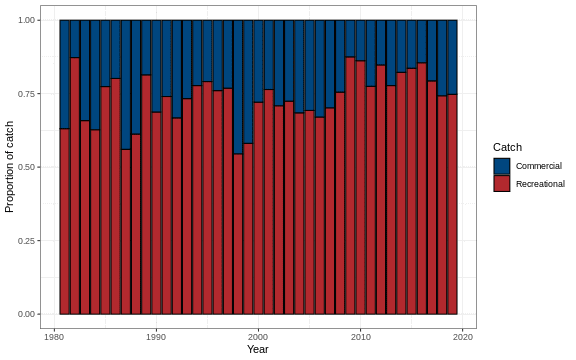 1.00
0.75
0.50
0.25
0.00
Proportion of catch
1980
1990
2000
2010
2020
Year
Catch
Commercial
Recreational